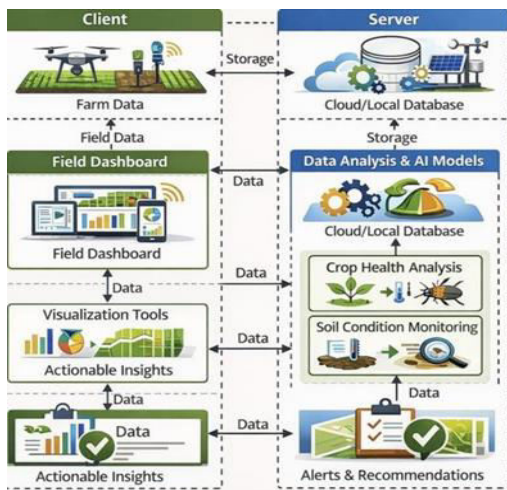 Client
Server
Storage
Farm Data
Cloud/Local Database
Field Data
Storage
Field Dashboard
Data Analysis & AI Models
Data
Field Dashboard
Cloud/Local Database
Data
Data
Crop Health Analysis
Visualization Tools
Data
Soil Condition Monitoring
Actionable Insights
Data
Data
Data
Data
Actionable Insights
Alerts & Recommendations